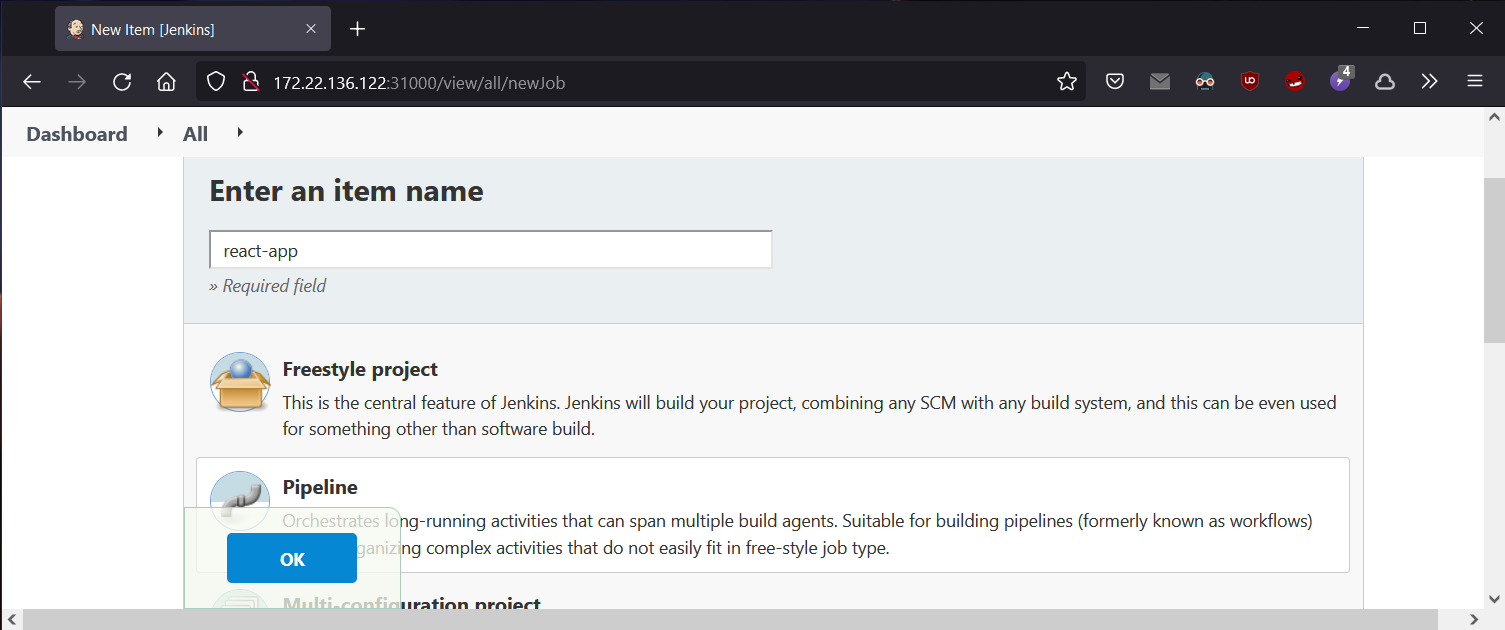 New Item [Jenkins]
172.22.136.122:31000/view/all/newJob
4
Dashboard
All
Enter an item name
react-app
» Required field
Freestyle project
This is the central feature of Jenkins. Jenkins will build your project, combining any SCM with any build system, and this can be even used
for something other than software build.
Pipeline
Orchestrates long-running activities that can span multiple build agents. Suitable for building pipelines (formerly known as workflows)
ganizing complex activities that do not easily fit in free-style job type.
OK
Multi-configuration project